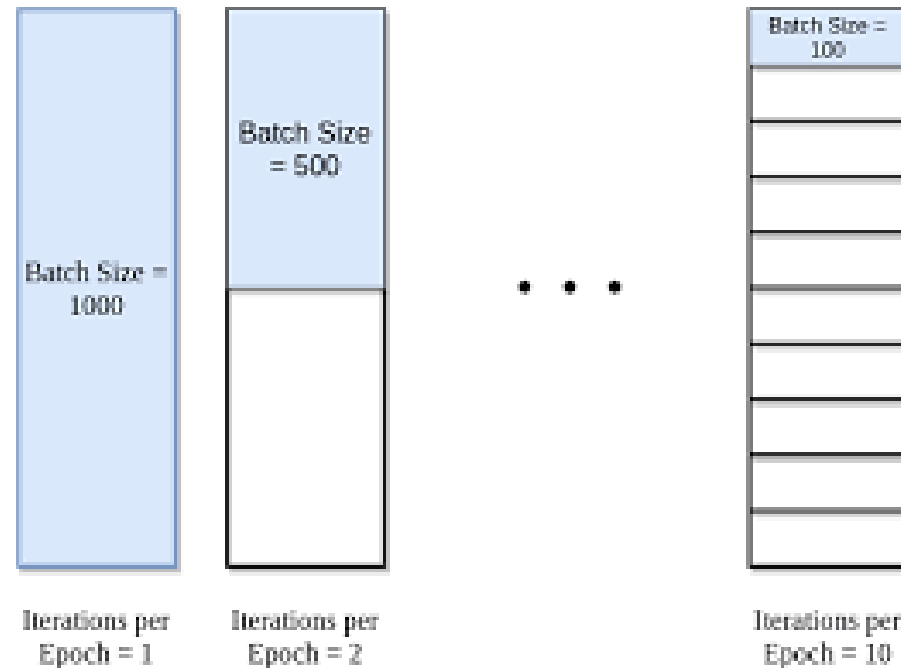 Batch Size =
1000
Batch Size
= 500
Batch Size =
100
Iterations per
Epoch = 1
Iterations per
Epoch = 2
Iterations per
Epoch = 10